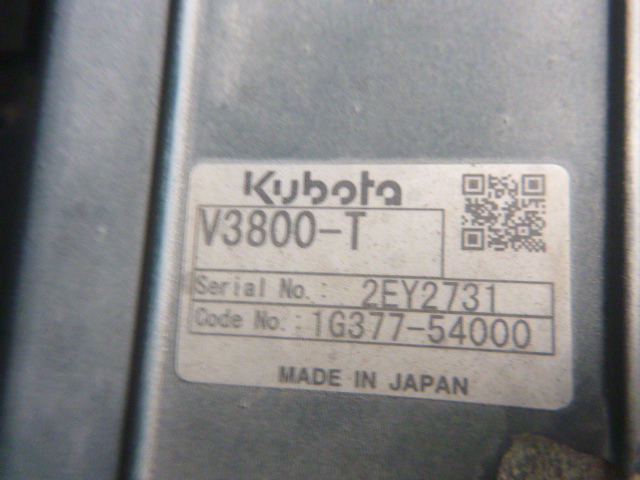 Kubota
V3800-T
Serial No.: 2EY2731
Code No.: 1G377-54000
MADE IN JAPAN